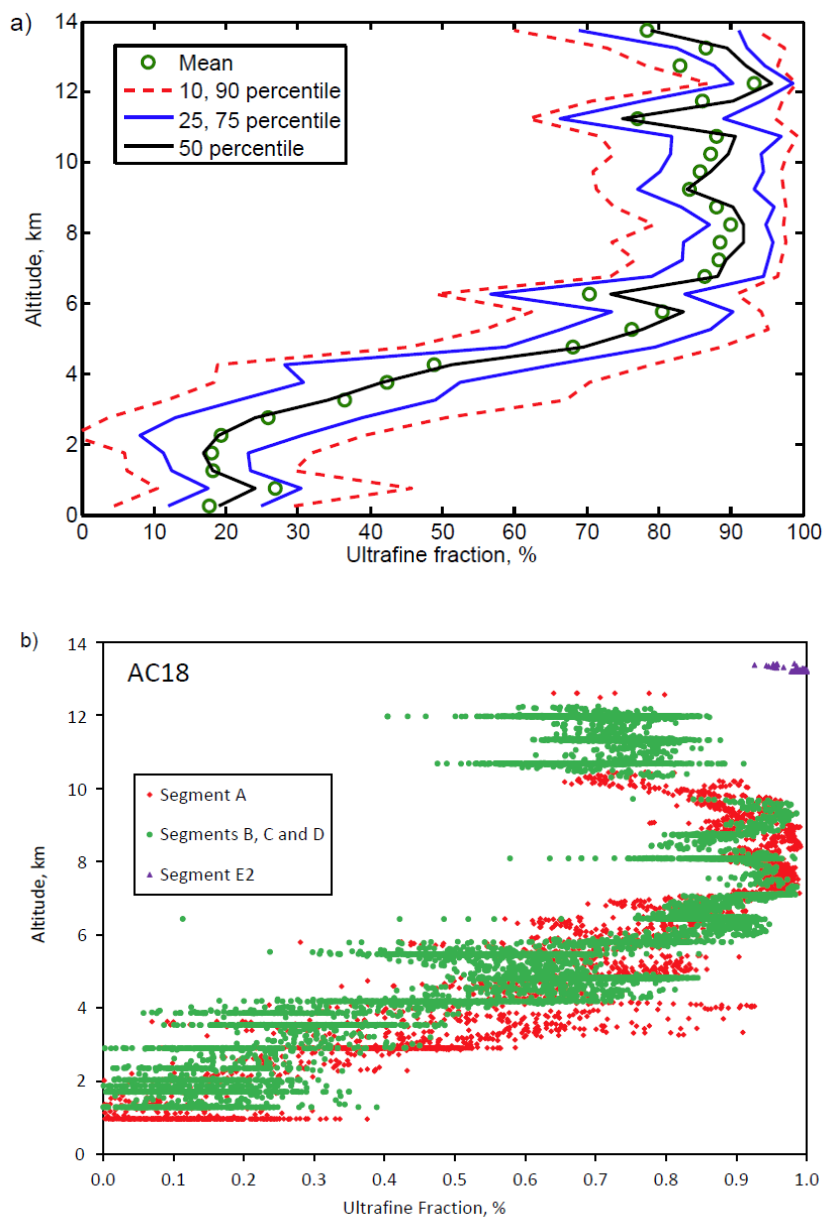 a)
14
12
10
8
6
4
2
0
Altitude, km
Mean
10, 90 percentile
25, 75 percentile
50 percentile
0 10 20 30 40 50 60 70 80 90 100
Ultrafine fraction, %
b)
14
12
10
8
6
4
2
0
Altitude, km
AC18
Segment A
Segments B, C and D
Segment E2
0.0 0.1 0.2 0.3 0.4 0.5 0.6 0.7 0.8 0.9 1.0
Ultrafine Fraction, %